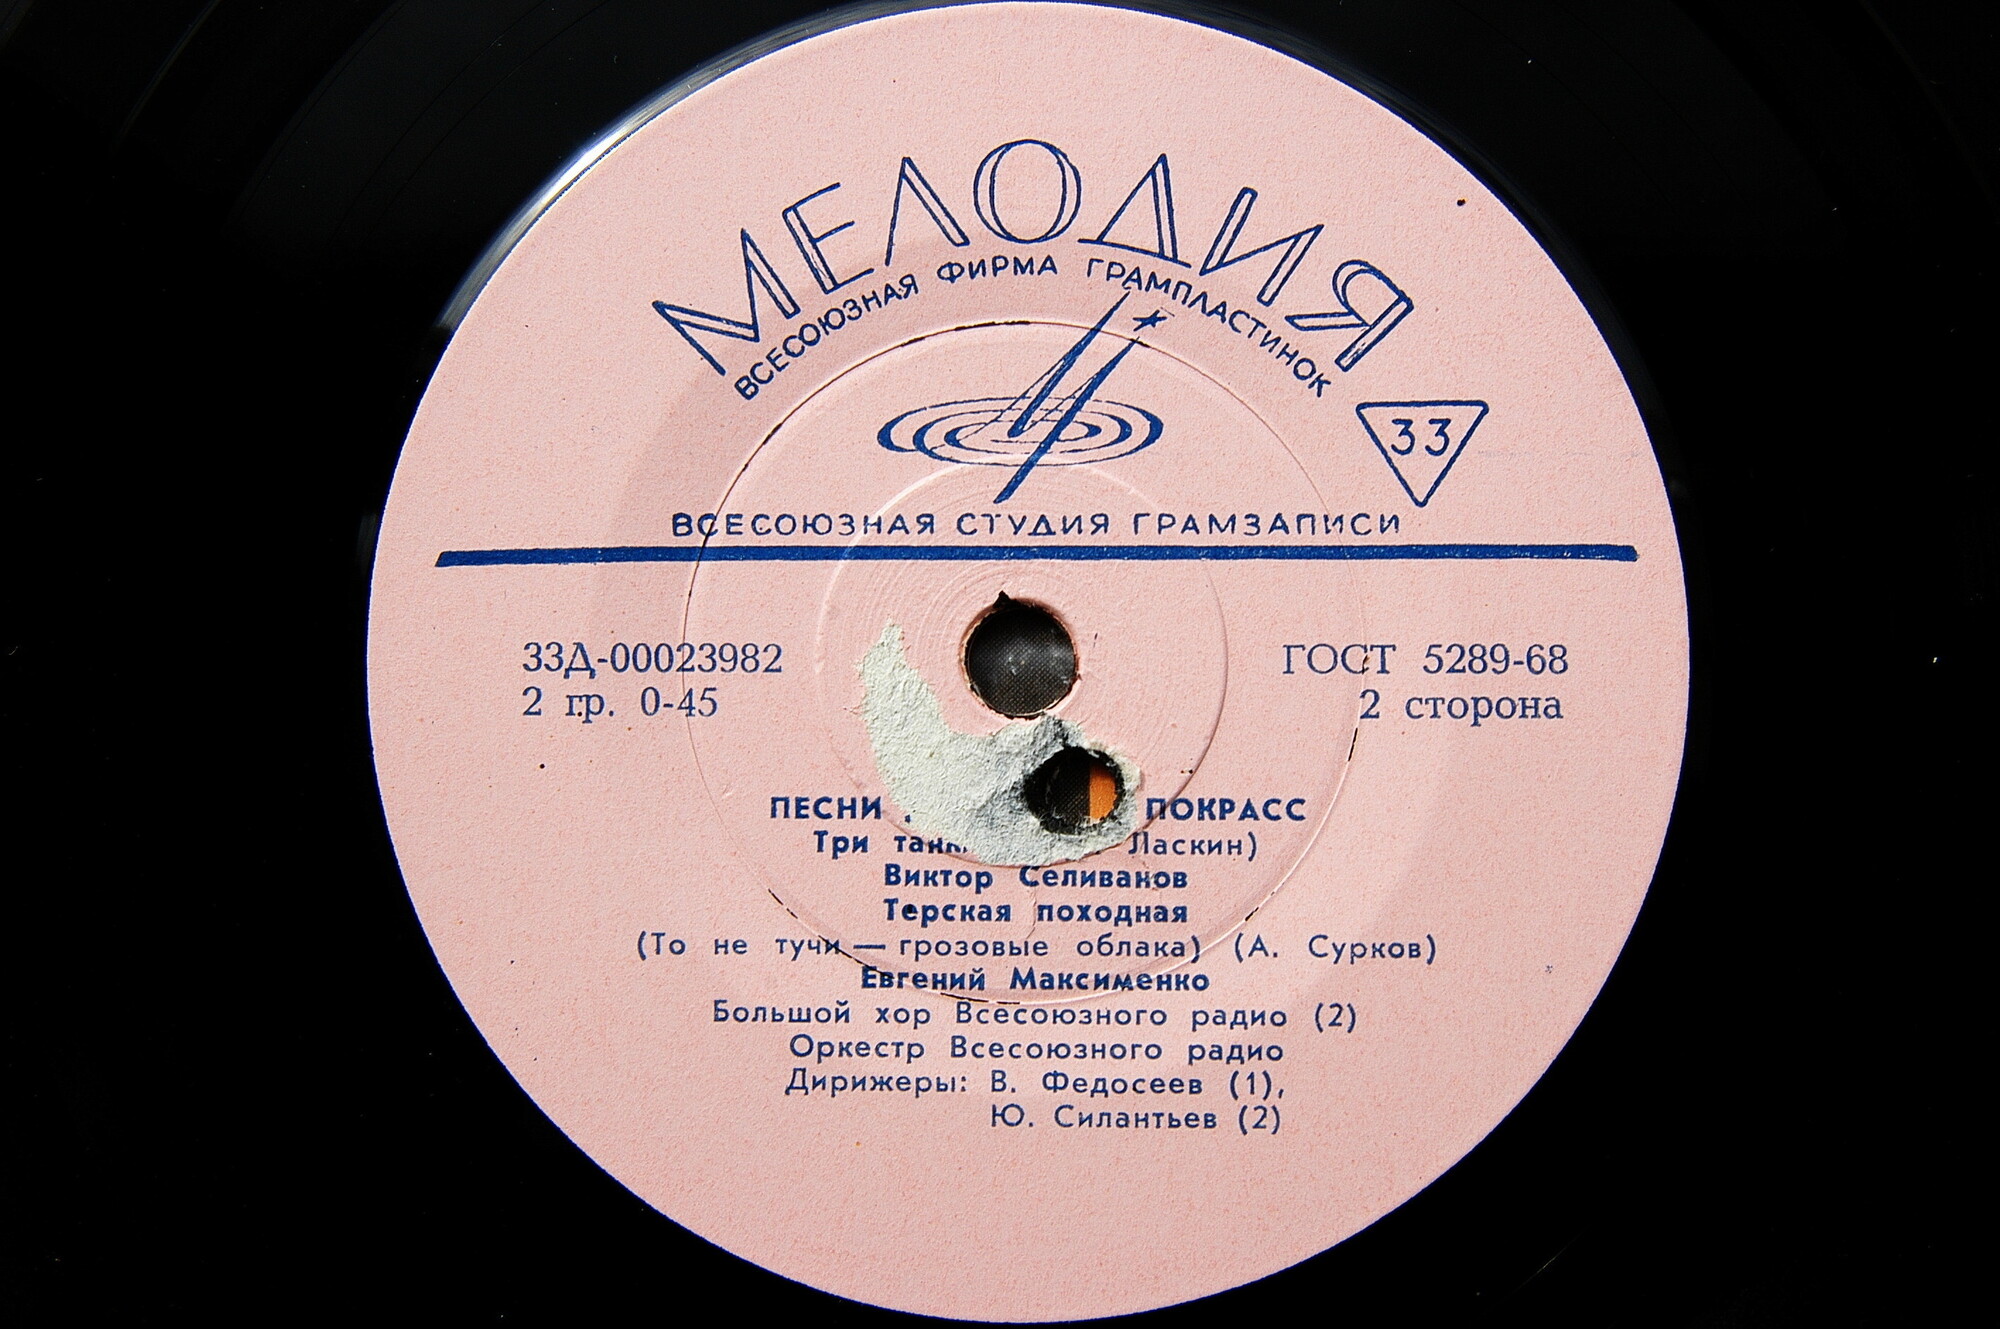 МЕЛОДИЯ
ВСЕСОЮЗНАЯ ФИРМА ГРАМПЛАСТИНОК
33
ВСЕСОЮЗНАЯ СТУДИЯ ГРАМЗАПИСИ
33Д-00023982
2 гр. 0-45
ГОСТ 5289-68
2 сторона
ПЕСНИ ПОКРАСС
Три Ласкин)
Виктор Селиванов
Терская походная
(То не тучи — грозовые облака) (А. Сурков)
Евгений Максименко
Большой хор Всесоюзного радио (2)
Оркестр Всесоюзного радио
Дирижеры: В. Федосеев (1),
Ю. Силантьев (2)